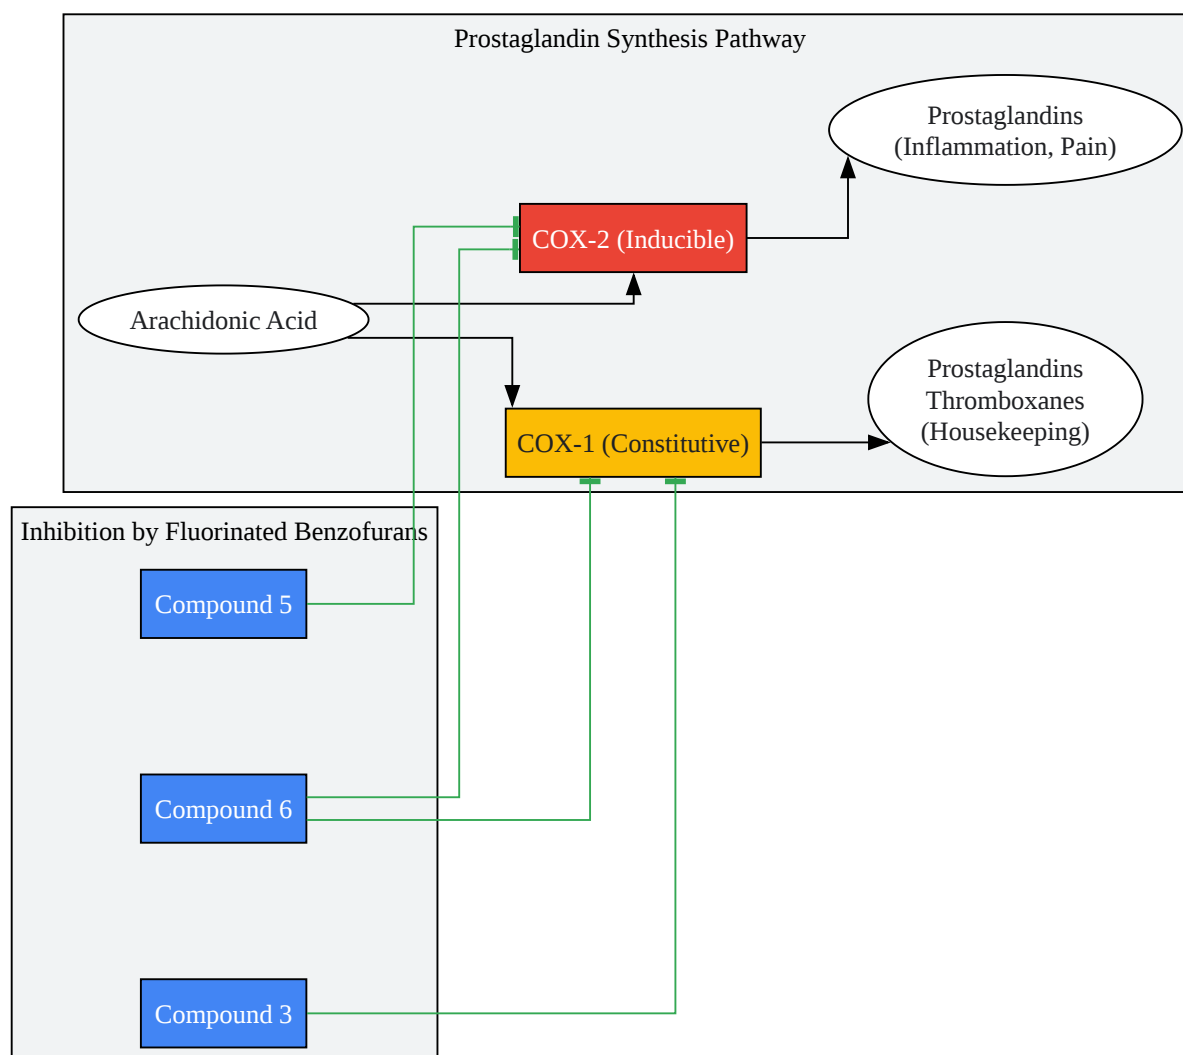 Prostaglandin Synthesis Pathway
Prostaglandins
(Inflammation, Pain)
COX-2 (Inducible)
Arachidonic Acid
Prostaglandins
Thromboxanes
(Housekeeping)
COX-1 (Constitutive)
Inhibition by Fluorinated Benzofurans
Compound 5
Compound 6
Compound 3